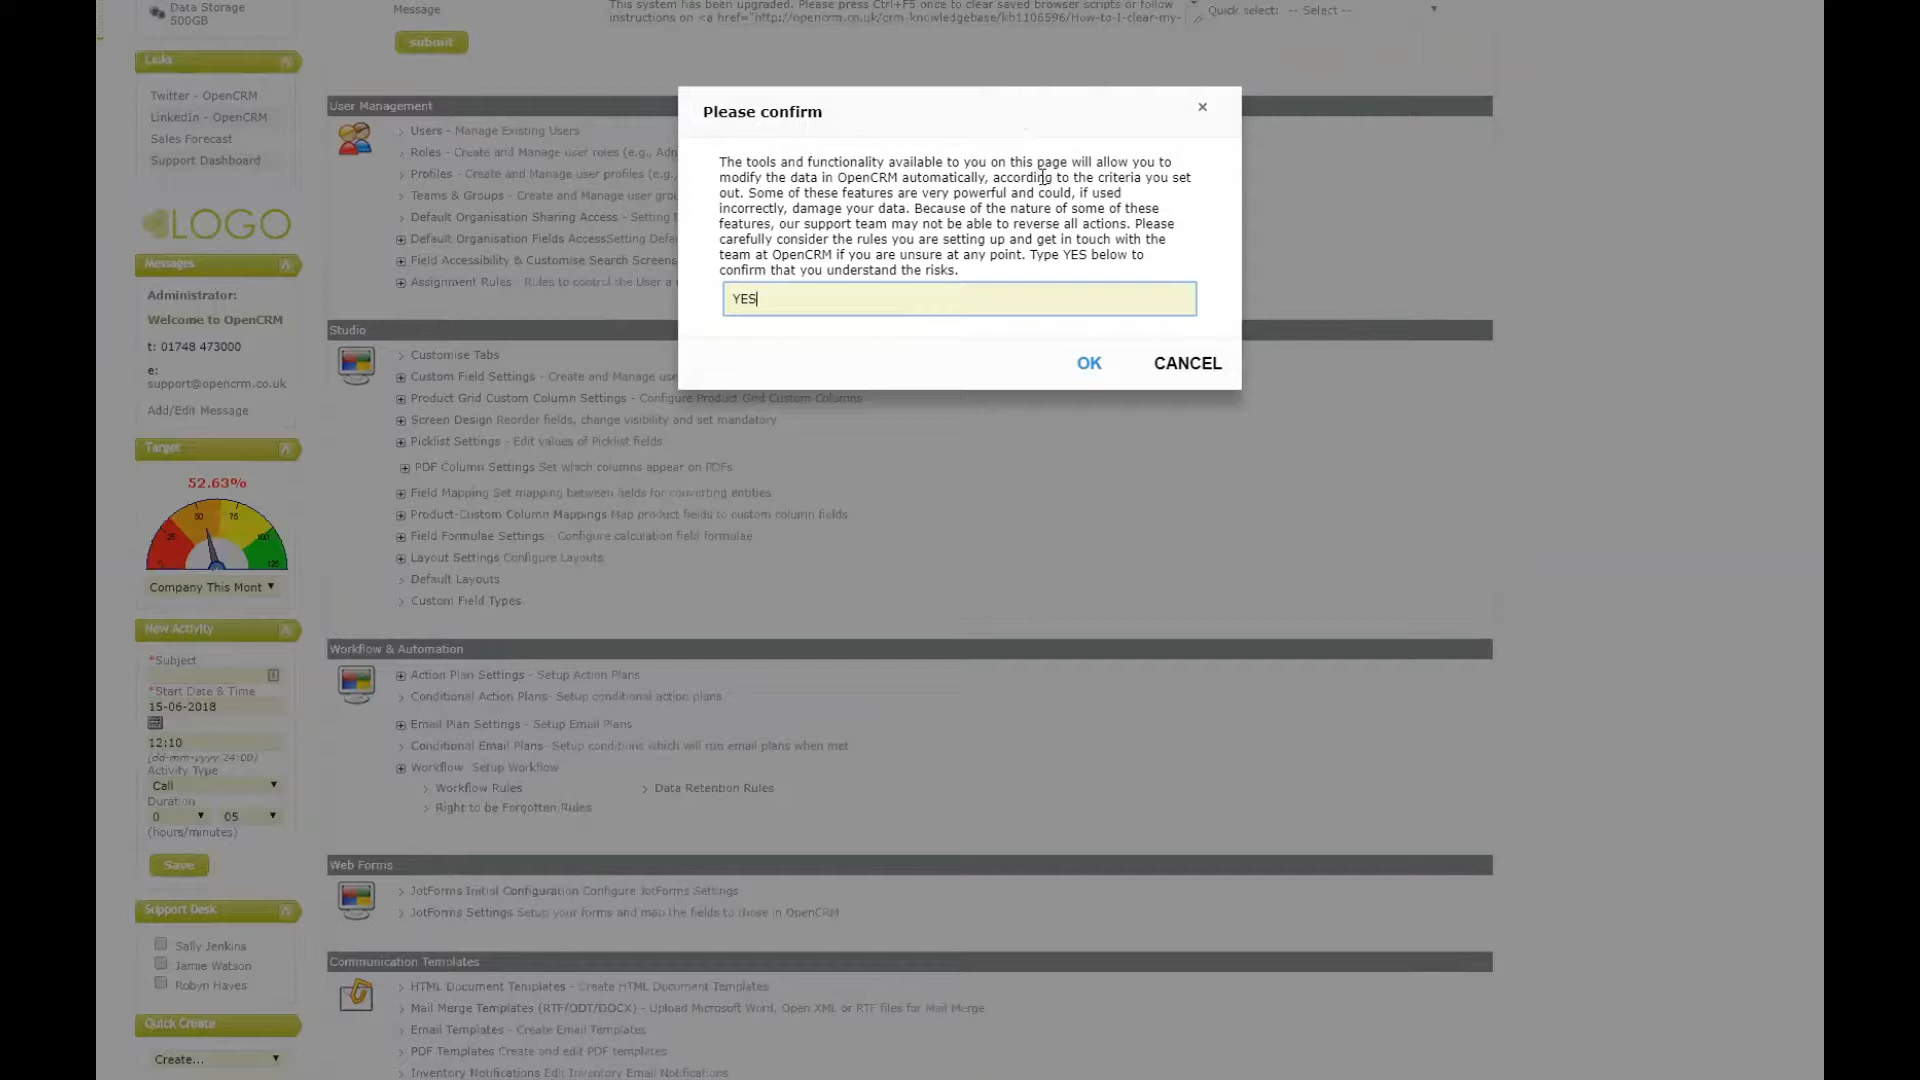 Data Storage
500GB
Message
This system has been upgraded. Please press Ctrl+F5 once to clear saved browser scripts or follow
instructions on <a href="http://opencrm.co.uk/crm-knowledgebase/kb1106596/How-to-I-clear-my-
Quick select: -- Select --
submit
Links
Twitter - OpenCRM
LinkedIn - OpenCRM
Sales Forecast
Support Dashboard
LOGO
Messages
Administrator:
Welcome to OpenCRM
t: 01748 473000
e:
support@opencrm.co.uk
Add/Edit Message
Target
52.63%
25
50
75
100
125
Company This Mont
New Activity
*Subject
*Start Date & Time
15-06-2018
12:10
(dd-mm-yyyy 24:00)
Activity Type
Call
Duration
0 05
(hours/minutes)
Save
Support Desk
Sally Jenkins
Jamie Watson
Robyn Hayes
Quick Create
Create...
User Management
Users - Manage Existing Users
Roles - Create and Manage user roles (e.g., Adm
Profiles - Create and Manage user profiles (e.g.,
Teams & Groups - Create and Manage user grou
Default Organisation Sharing Access - Setting
Default Organisation Fields AccessSetting Defa
Field Accessibility & Customise Search Screens
Assignment Rules - Rules to control the User a
Studio
Customise Tabs
Custom Field Settings - Create and Manage use
Product Grid Custom Column Settings - Configure Product Grid Custom Columns
Screen Design Reorder fields, change visibility and set mandatory
Picklist Settings - Edit values of Picklist fields
PDF Column Settings Set which columns appear on PDFs
Field Mapping Set mapping between fields for converting entities
Product-Custom Column Mappings Map product fields to custom column fields
Field Formulae Settings - Configure calculation field formulae
Layout Settings Configure Layouts
Default Layouts
Custom Field Types
Workflow & Automation
Action Plan Settings - Setup Action Plans
Conditional Action Plans- Setup conditional action plans
Email Plan Settings - Setup Email Plans
Conditional Email Plans- Setup conditions which will run email plans when met
Workflow Setup Workflow
Workflow Rules Data Retention Rules
Right to be Forgotten Rules
Web Forms
JotForms Initial Configuration Configure JotForms Settings
JotForms Settings Setup your forms and map the fields to those in OpenCRM
Communication Templates
HTML Document Templates - Create HTML Document Templates
Mail Merge Templates (RTF/ODT/DOCX) - Upload Microsoft Word, Open XML or RTF files for Mail Merge
Email Templates - Create Email Templates
PDF Templates Create and edit PDF templates
Inventory Notifications Edit Inventory Email Notifications
Please confirm
×
The tools and functionality available to you on this page will allow you to
modify the data in OpenCRM automatically, according to the criteria you set
out. Some of these features are very powerful and could, if used
incorrectly, damage your data. Because of the nature of some of these
features, our support team may not be able to reverse all actions. Please
carefully consider the rules you are setting up and get in touch with the
team at OpenCRM if you are unsure at any point. Type YES below to
confirm that you understand the risks.
YES
OK CANCEL